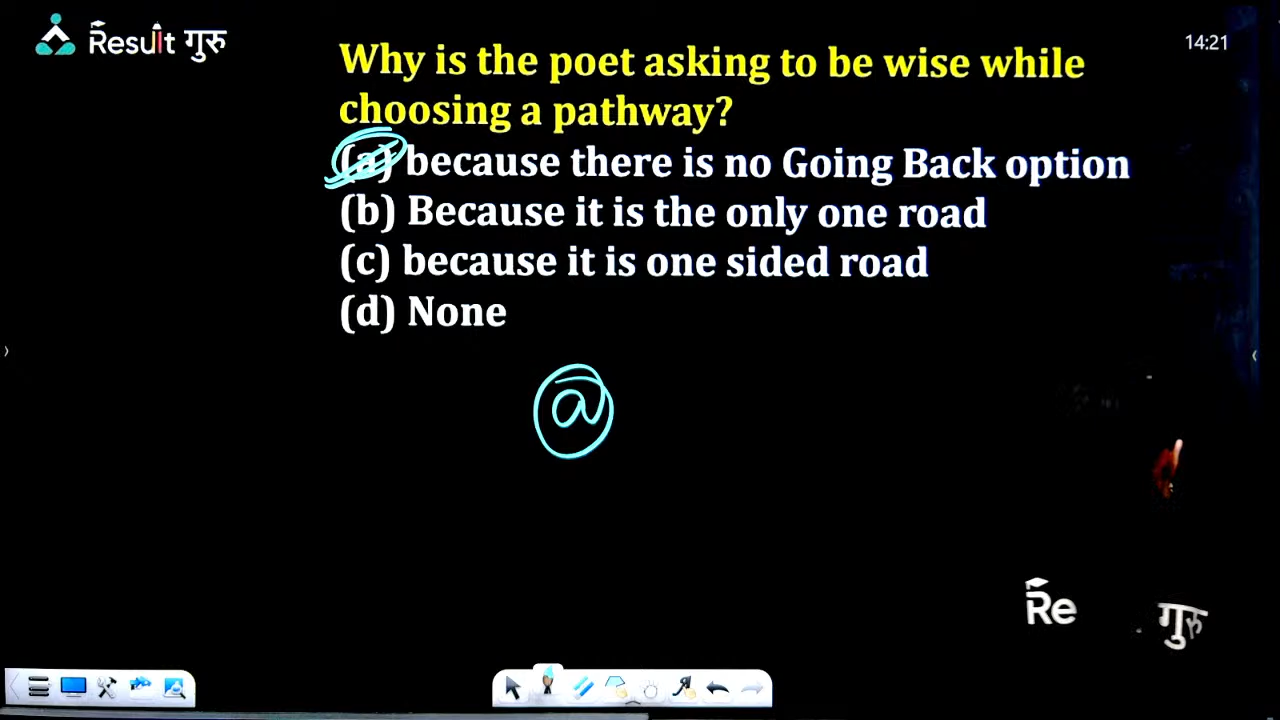 Result गुरु
14:21
Why is the poet asking to be wise while
choosing a pathway?
(a) because there is no Going Back option
(b) Because it is the only one road
(c) because it is one sided road
(d) None
a
Re गुरु